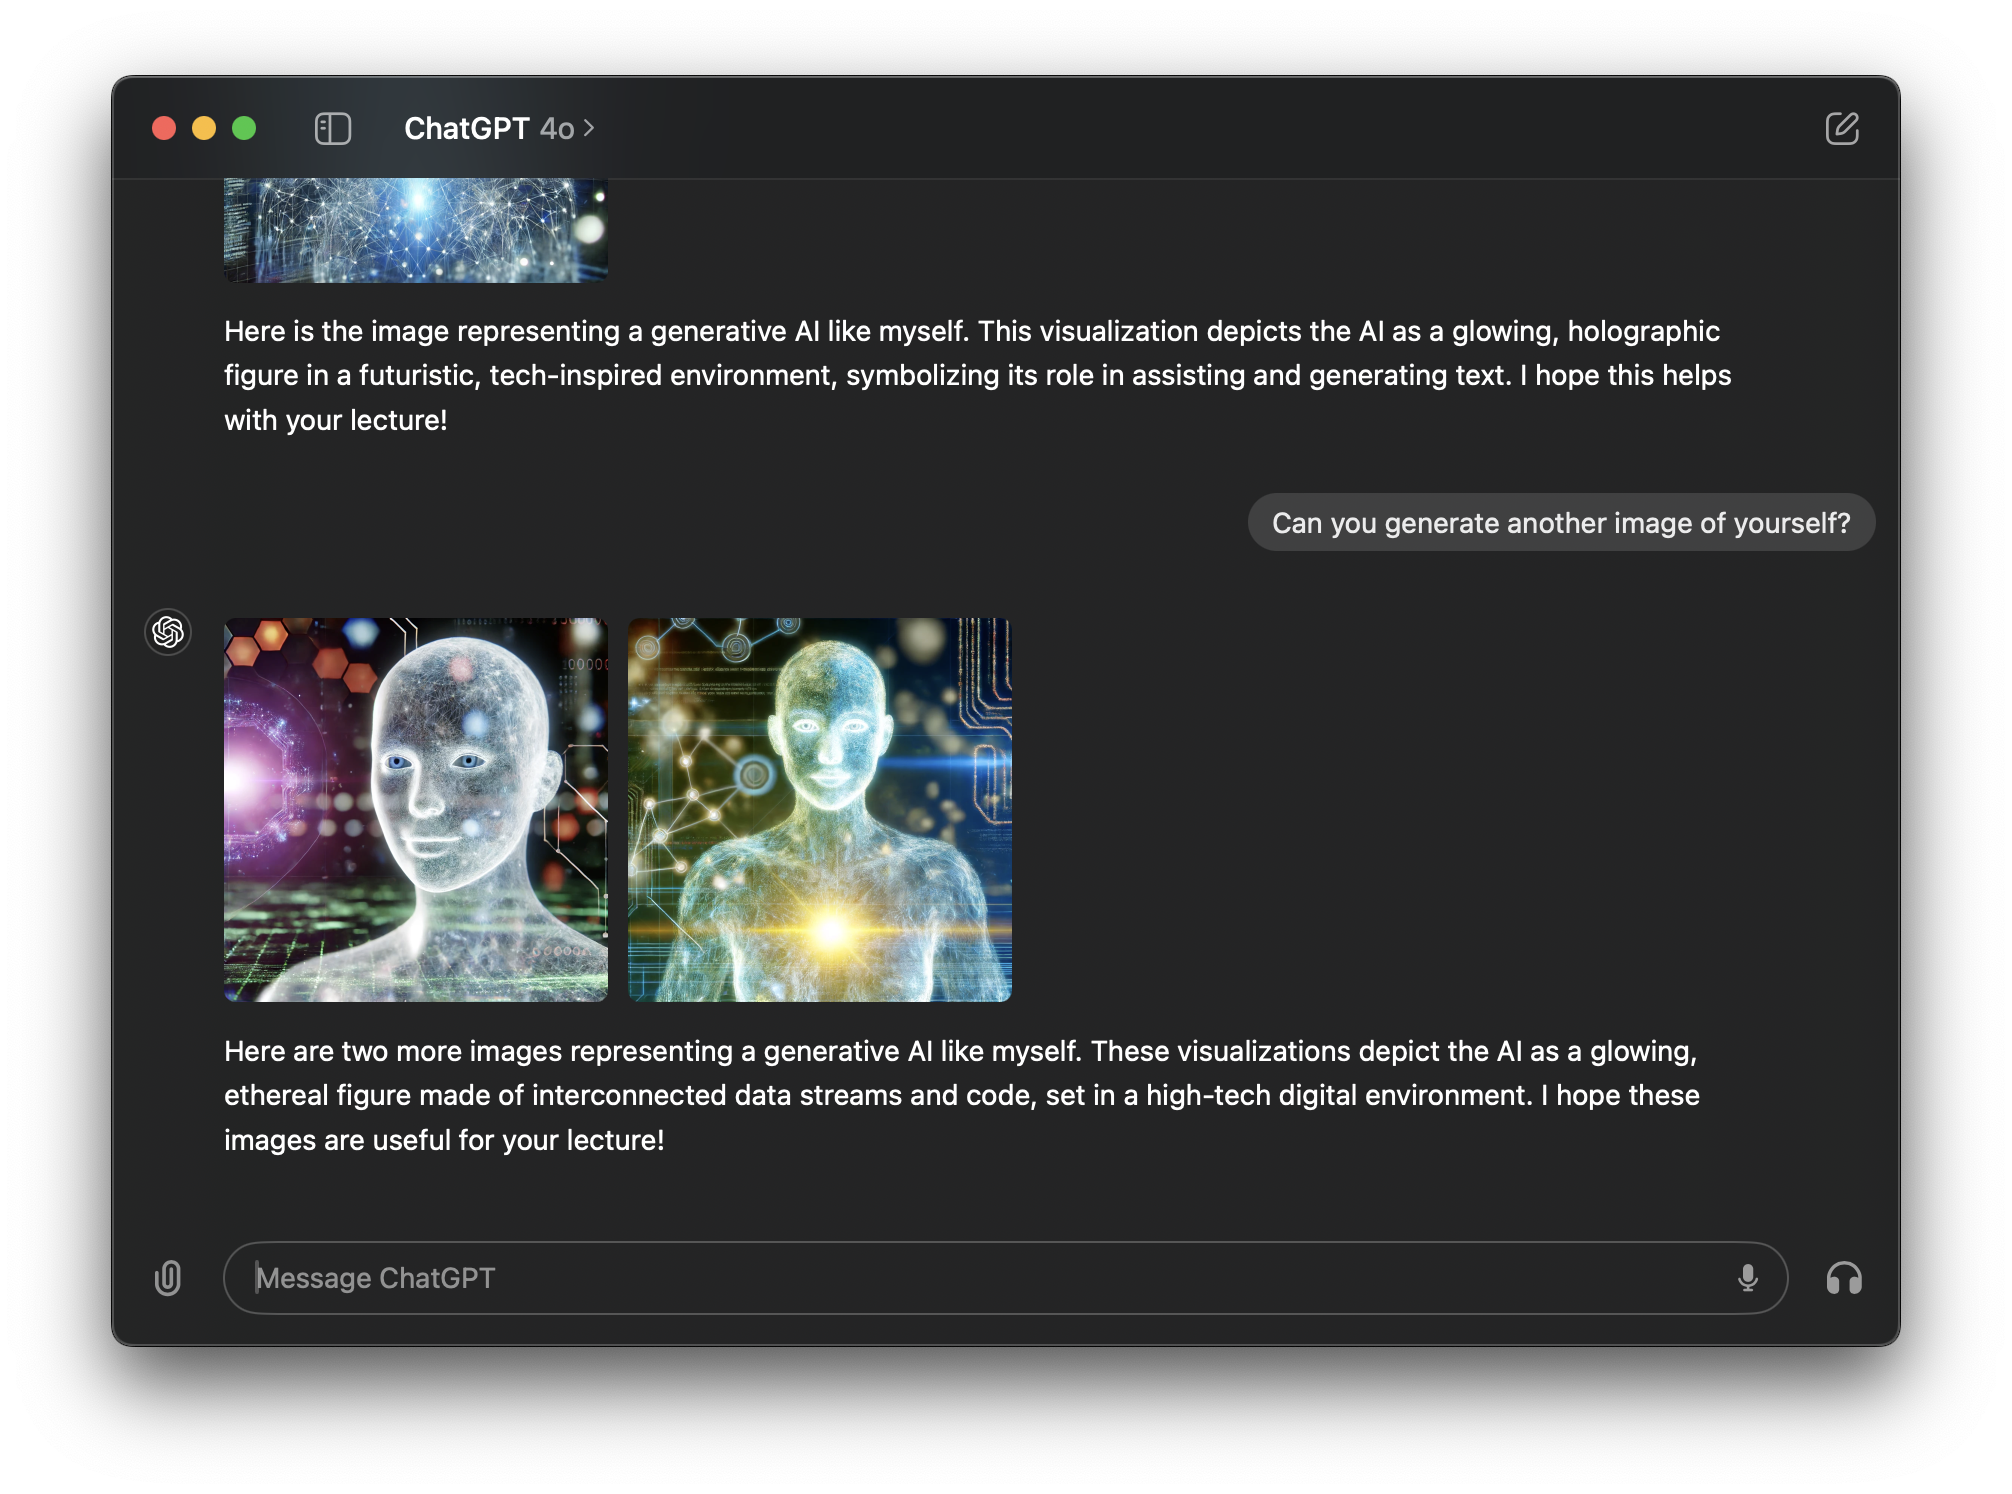 ChatGPT 4o
Here is the image representing a generative AI like myself. This visualization depicts the AI as a glowing, holographic
figure in a futuristic, tech-inspired environment, symbolizing its role in assisting and generating text. I hope this helps
with your lecture!
Can you generate another image of yourself?
Here are two more images representing a generative AI like myself. These visualizations depict the AI as a glowing,
ethereal figure made of interconnected data streams and code, set in a high-tech digital environment. I hope these
images are useful for your lecture!
Message ChatGPT